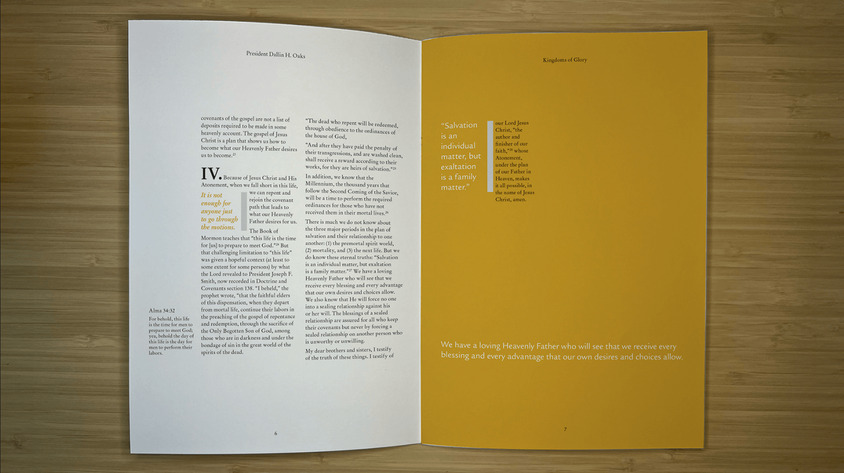 President Dallin H. Oaks
covenants of the gospel are not a list of
deposits required to be made in some
heavenly account. The gospel of Jesus
Christ is a plan that shows us how to
become what our Heavenly Father desires
us to become.
IV. Because of Jesus Christ and His
Atonement, when we fall short in this life,
we can repent and
rejoin the covenant
path that leads to
what our Heavenly
Father desires for us.
It is not
enough for
anyone just
to go through
the motions.
The Book of
Mormon teaches that "this life is the time
for [us] to prepare to meet God." But
that challenging limitation to "this life"
was given a hopeful context (at least to
some extent for some persons) by what
the Lord revealed to President Joseph F.
Smith, now recorded in Doctrine and
Covenants section 138. "I beheld," the
prophet wrote, "that the faithful elders
of this dispensation, when they depart
from mortal life, continue their labors in
the preaching of the gospel of repentance
and redemption, through the sacrifice of
the Only Begotten Son of God, among
those who are in darkness and under the
bondage of sin in the great world of the
spirits of the dead.
Alma 34:32
For behold, this life
is the time for men to
prepare to meet God;
yea, behold the day of
this life is the day for
men to perform their
labors.
"The dead who repent will be redeemed,
through obedience to the ordinances of
the house of God,
"And after they have paid the penalty of
their transgressions, and are washed clean,
shall receive a reward according to their
works, for they are heirs of salvation."
In addition, we know that the
Millennium, the thousand years that
follow the Second Coming of the Savior,
will be a time to perform the required
ordinances for those who have not
received them in their mortal lives.
There is much we do not know about
the three major periods in the plan of
salvation and their relationship to one
another: (1) the premortal spirit world,
(2) mortality, and (3) the next life. But we
do know these eternal truths: "Salvation
is an individual matter, but exaltation
is a family matter." We have a loving
Heavenly Father who will see that we
receive every blessing and every advantage
that our own desires and choices allow.
We also know that He will force no one
into a sealing relationship against his
or her will. The blessings of a sealed
relationship are assured for all who keep
their covenants but never by forcing a
sealed relationship on another person who
is unworthy or unwilling.
My dear brothers and sisters, I testify
of the truth of these things. I testify of
6
Kingdoms of Glory
"Salvation
is an
individual
matter, but
exaltation
is a family
matter."
our Lord Jesus
Christ, "the
author and
finisher of our
faith," whose
Atonement,
under the plan
of our Father in
Heaven, makes
it all possible, in
the name of Jesus
Christ, amen.
We have a loving Heavenly Father who will see that we receive every
blessing and every advantage that our own desires and choices allow.
7